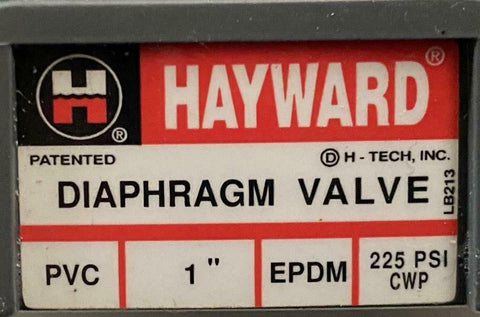 H ®
HAYWARD®
PATENTED Ⓓ H - TECH, INC.
DIAPHRAGM VALVE
LB213
PVC 1" EPDM 225 PSI
CWP